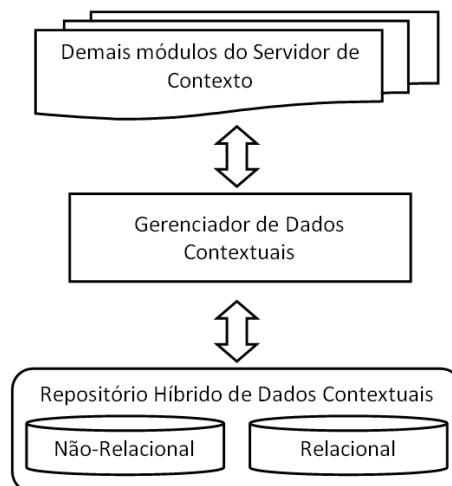 Demais módulos do Servidor de
Contexto
Gerenciador de Dados
Contextuais
Repositório Híbrido de Dados Contextuais
Não-Relacional
Relacional